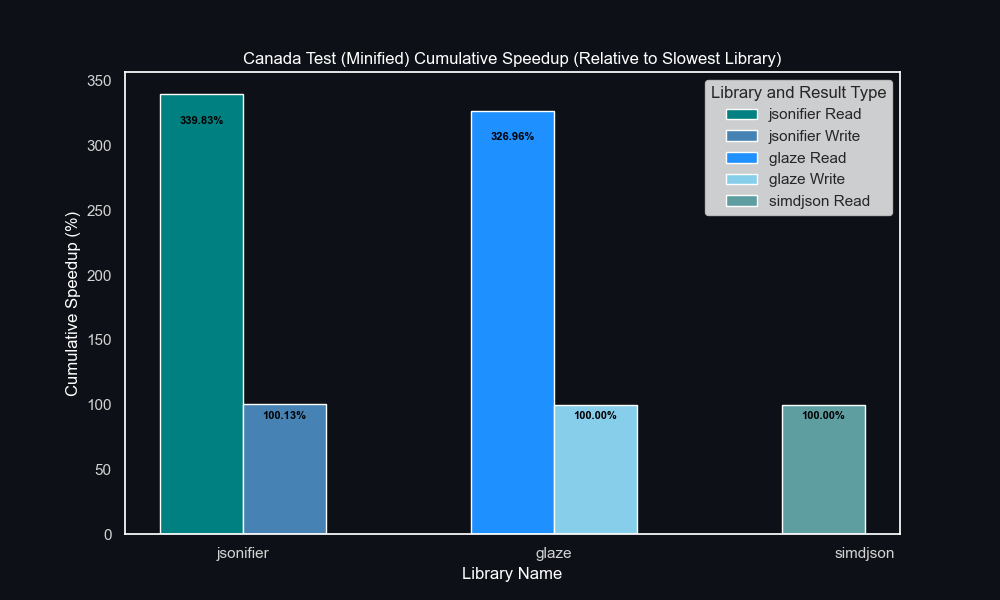 Canada Test (Minified) Cumulative Speedup (Relative to Slowest Library)
Cumulative Speedup (%)
350
300
250
200
150
100
50
0
339.83%
100.13%
326.96%
100.00%
100.00%
Library and Result Type
jsonifier Read
jsonifier Write
glaze Read
glaze Write
simdjson Read
jsonifier
glaze
simdjson
Library Name